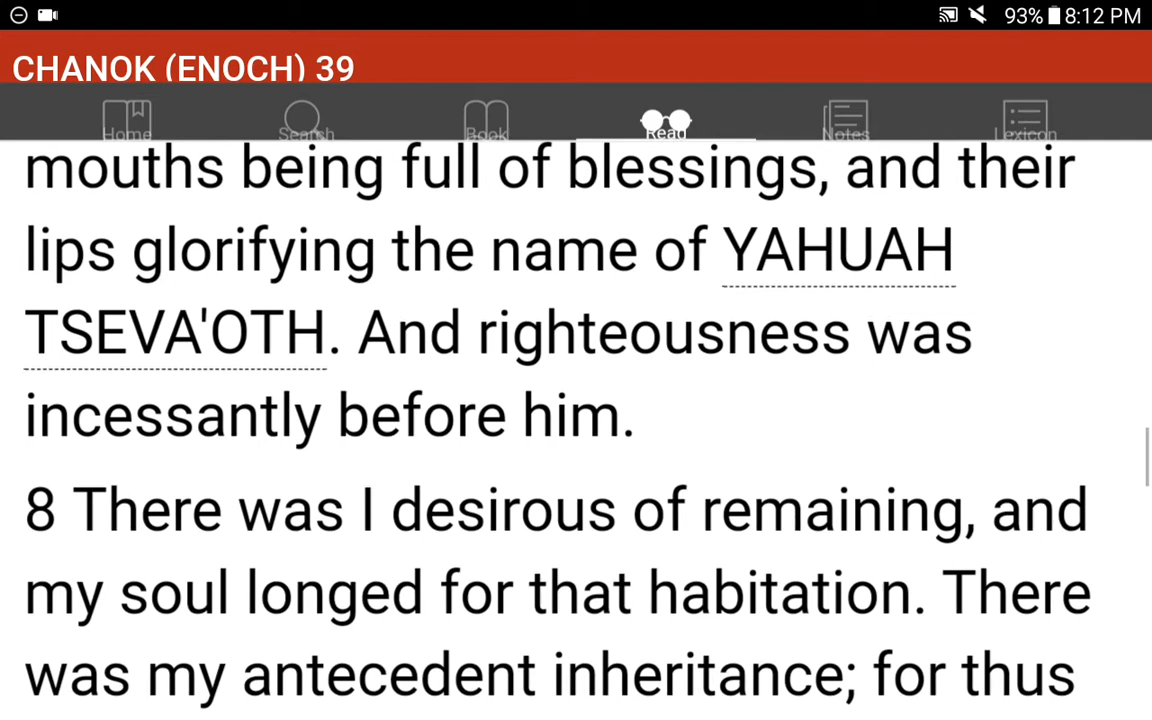 93% 8:12 PM
CHANOK (ENOCH) 39
Home Search Book Read Notes Lexicon
mouths being full of blessings, and their
lips glorifying the name of YAHUAH
TSEVA'OTH. And righteousness was
incessantly before him.
8 There was I desirous of remaining, and
my soul longed for that habitation. There
was my antecedent inheritance; for thus